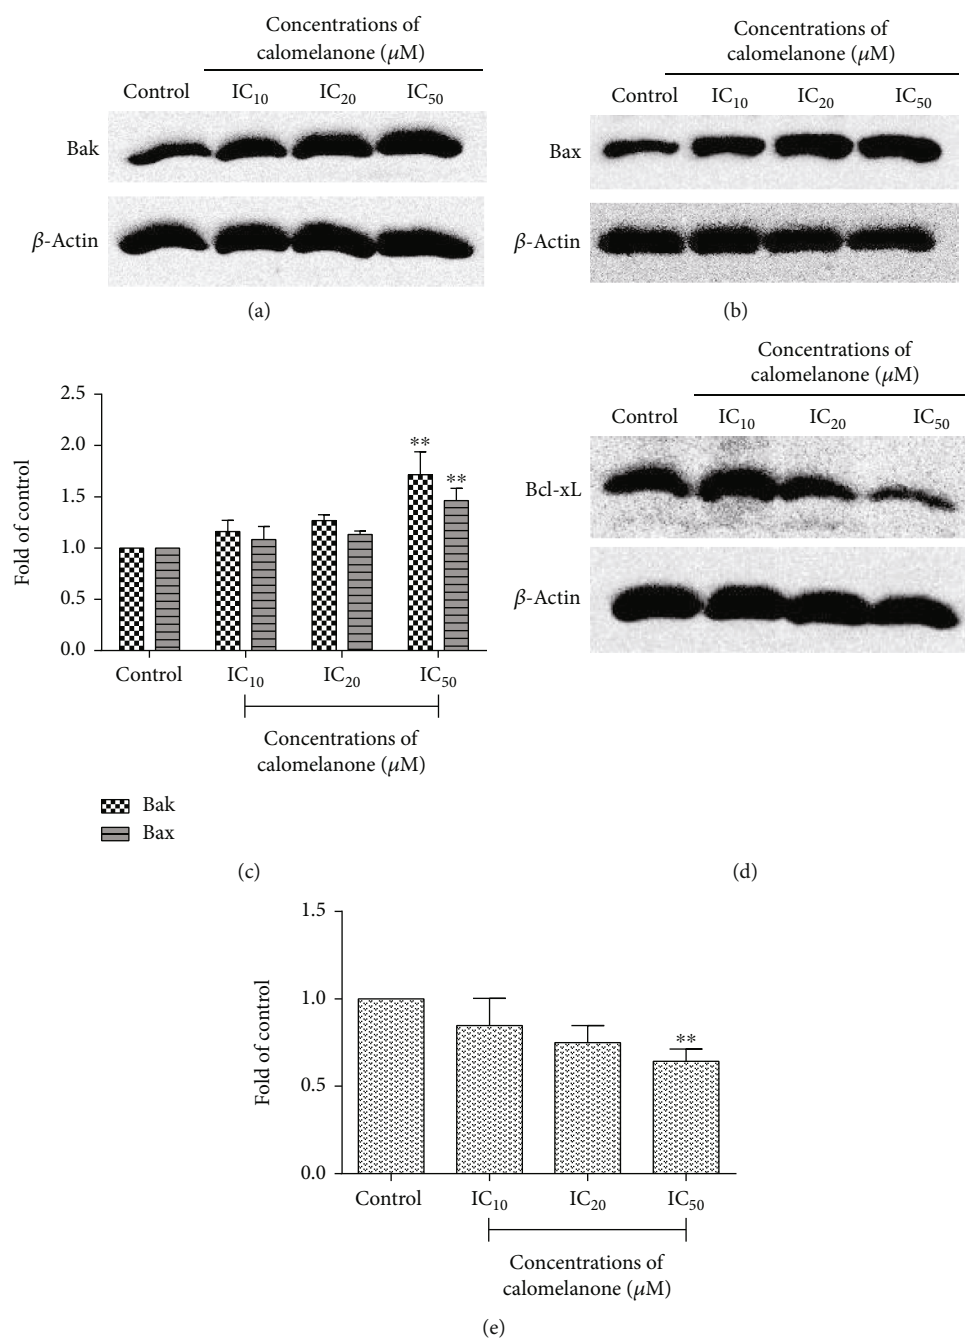 Concentrations of
calomelanone (μM)
Control IC10 IC20 IC50
Bak
β-Actin
(a)
Concentrations of
calomelanone (μM)
Control IC10 IC20 IC50
Bax
β-Actin
(b)
2.5
2.0
1.5
1.0
0.5
0.0
Fold of control
** **
Control IC10 IC20 IC50
Concentrations of
calomelanone (μM)
Bak
Bax
(c)
Concentrations of
calomelanone (μM)
Control IC10 IC20 IC50
Bcl-xL
β-Actin
(d)
1.5
1.0
0.5
0.0
Fold of control
**
Control IC10 IC20 IC50
Concentrations of
calomelanone (μM)
(e)